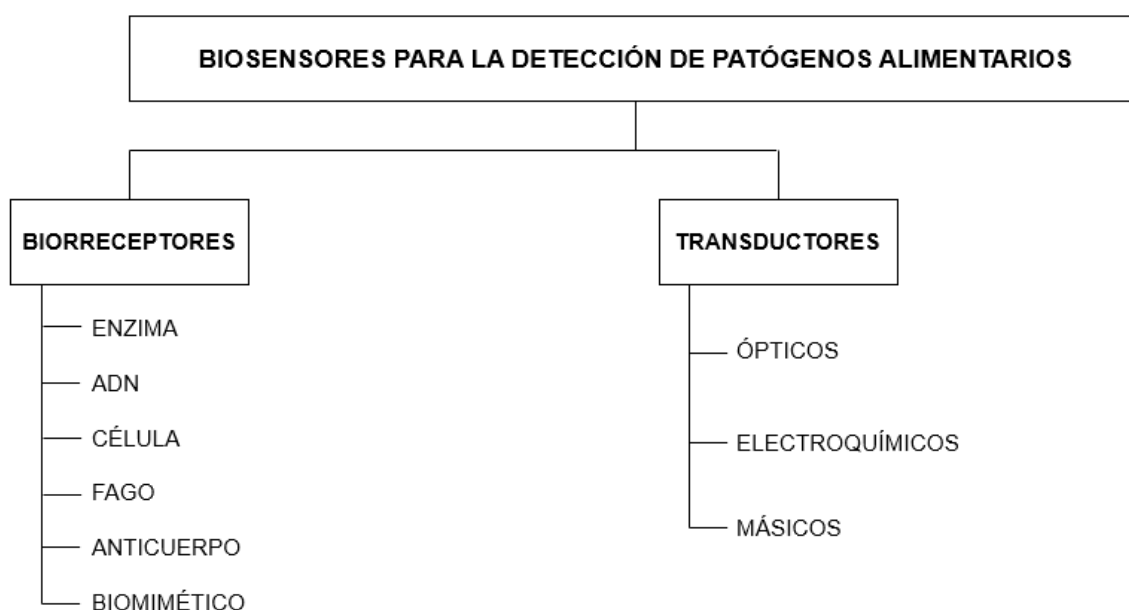 BIOSENSORES PARA LA DETECCIÓN DE PATÓGENOS ALIMENTARIOS
BIORRECEPTORES
ENZIMA
ADN
CÉLULA
FAGO
ANTICUERPO
BIOMIMÉTICO
TRANSDUCTORES
ÓPTICOS
ELECTROQUÍMICOS
MÁSICOS